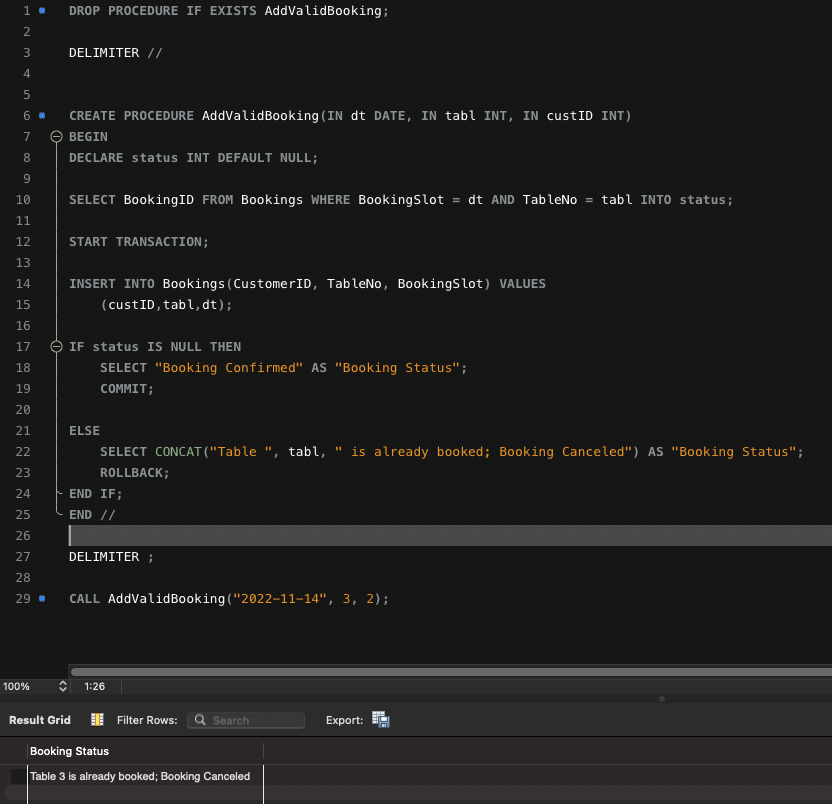 1 DROP PROCEDURE IF EXISTS AddValidBooking;
2
3 DELIMITER //
4
5
6 CREATE PROCEDURE AddValidBooking(IN dt DATE, IN tabl INT, IN custID INT)
7 BEGIN
8 DECLARE status INT DEFAULT NULL;
9
10 SELECT BookingID FROM Bookings WHERE BookingSlot = dt AND TableNo = tabl INTO status;
11
12 START TRANSACTION;
13
14 INSERT INTO Bookings(CustomerID, TableNo, BookingSlot) VALUES
15 (custID,tabl,dt);
16
17 IF status IS NULL THEN
18 SELECT "Booking Confirmed" AS "Booking Status";
19 COMMIT;
20
21 ELSE
22 SELECT CONCAT("Table ", tabl, " is already booked; Booking Canceled") AS "Booking Status";
23 ROLLBACK;
24 END IF;
25 END //
26
27 DELIMITER ;
28
29 CALL AddValidBooking("2022-11-14", 3, 2);
100% 1:26
Result Grid Filter Rows: Search Export:
Booking Status
Table 3 is already booked; Booking Canceled